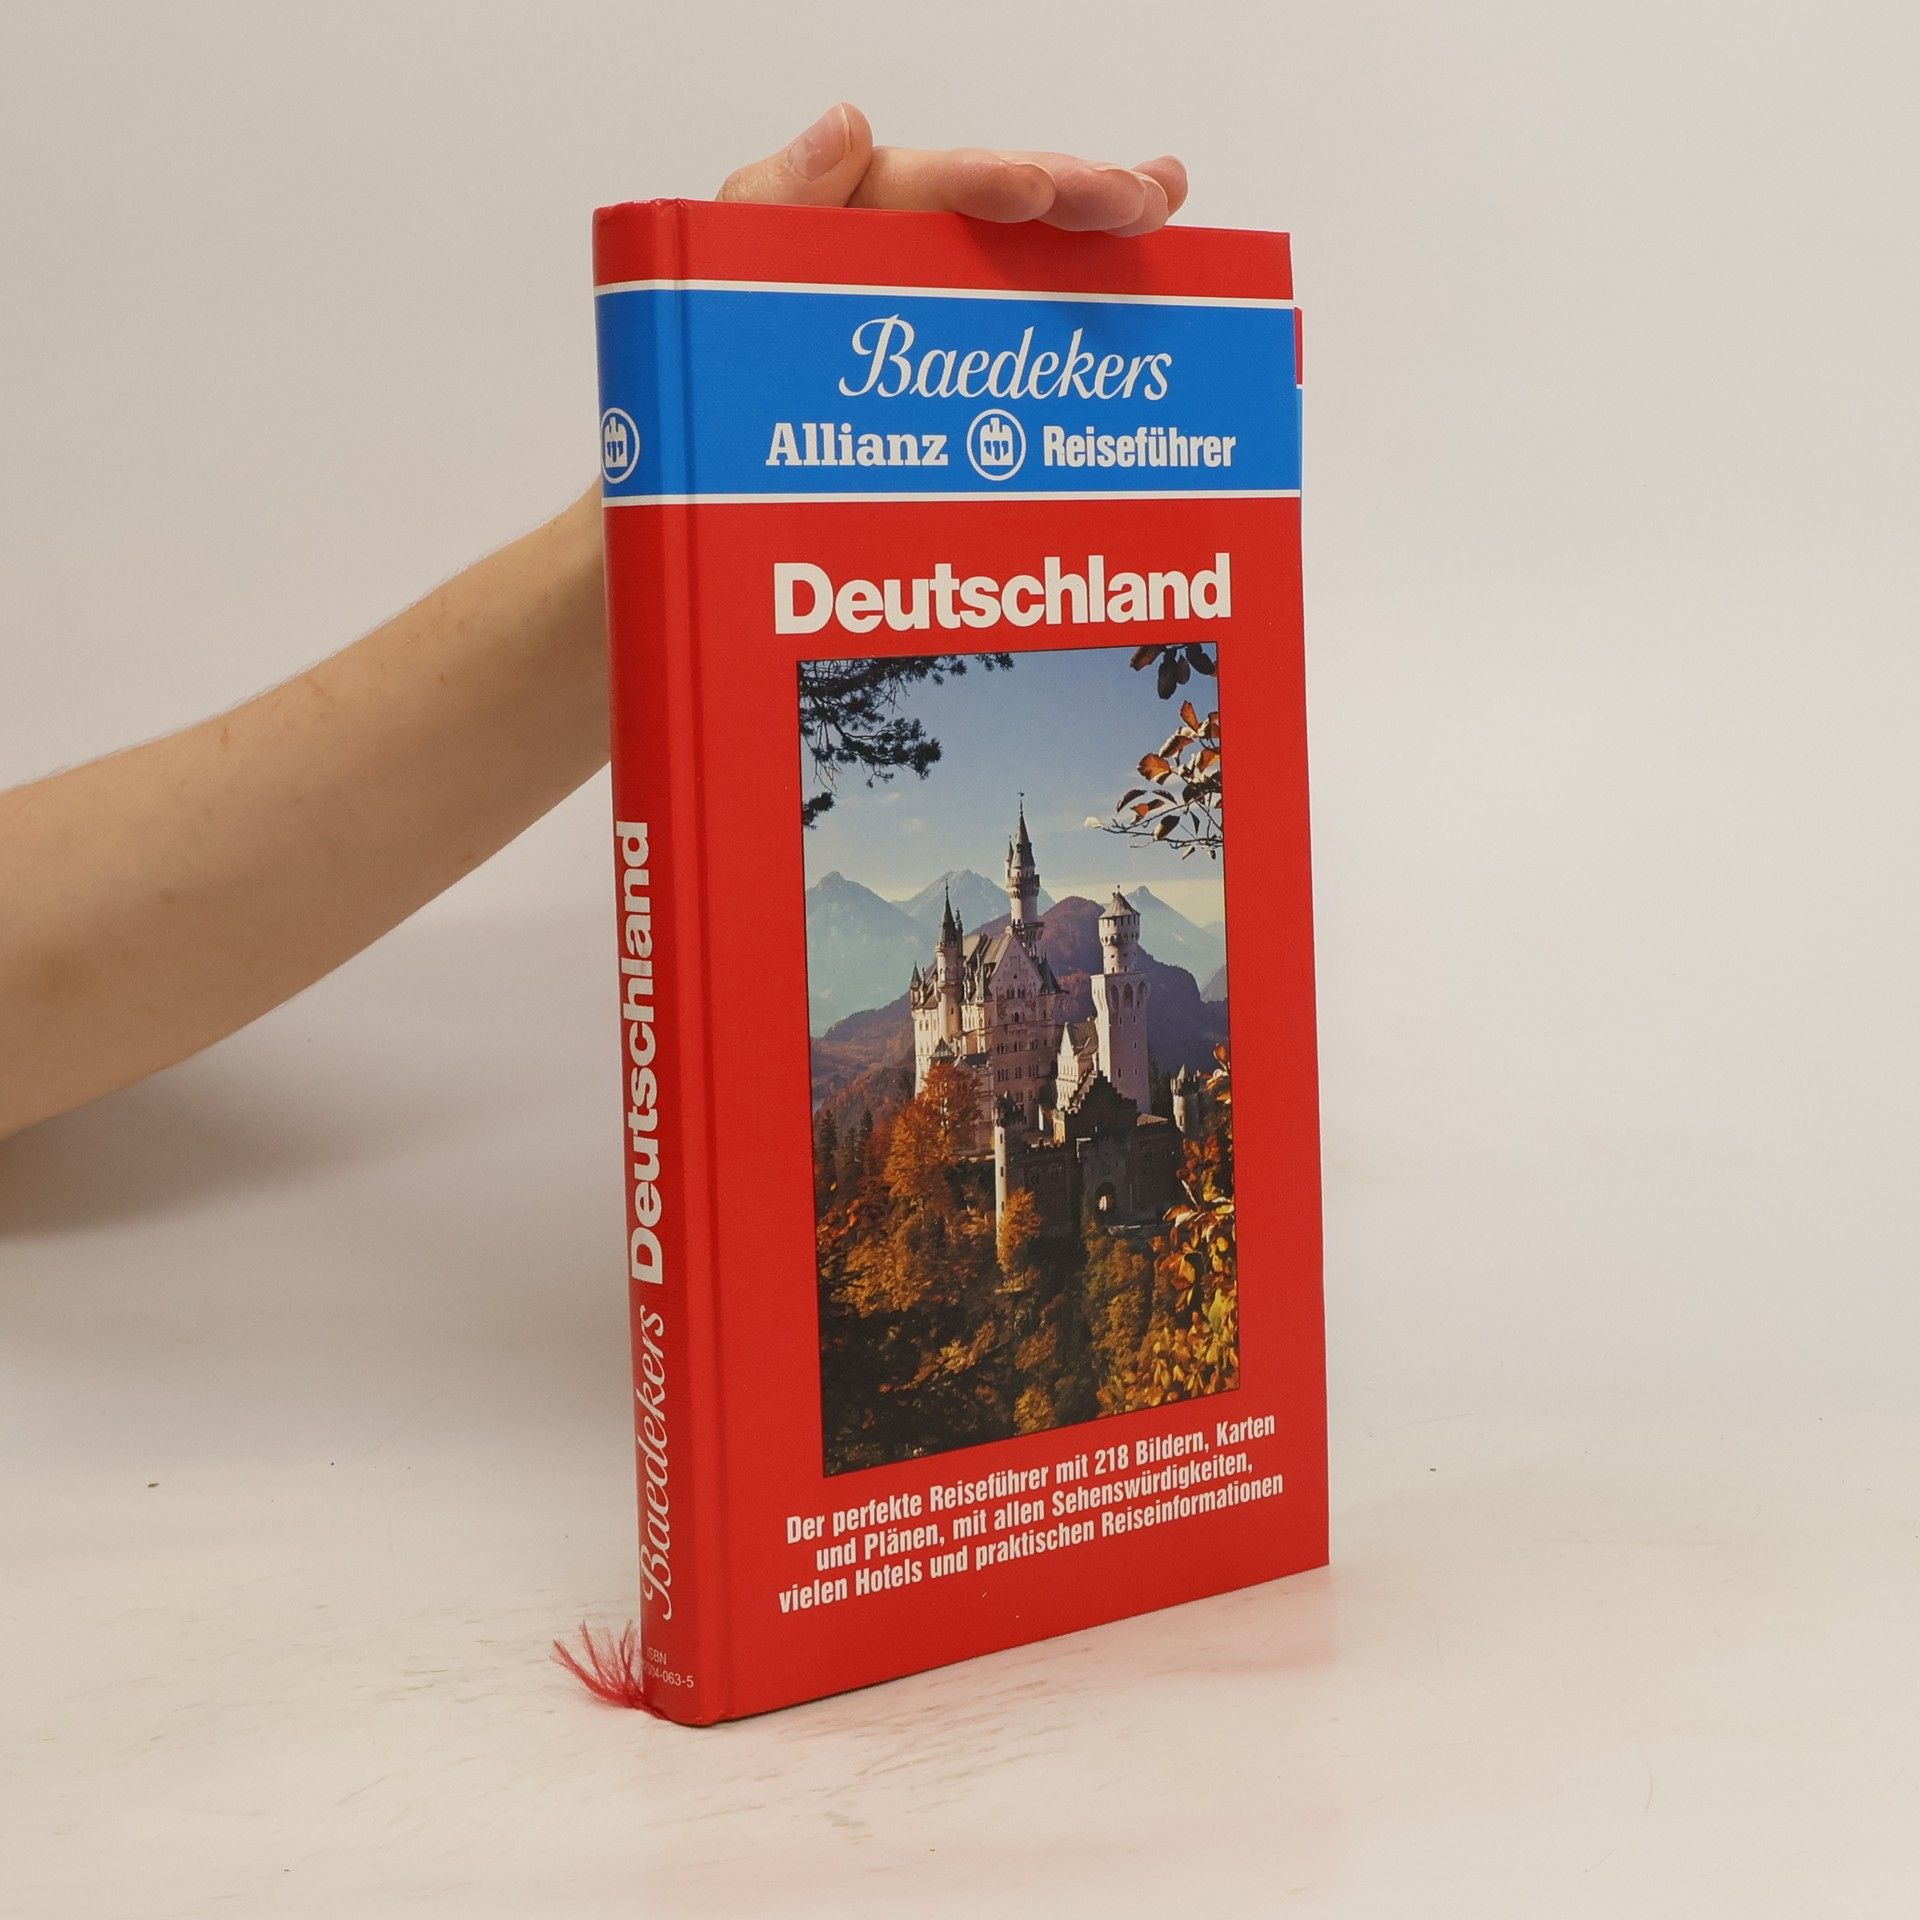 Baedekers
Allianz Reiseführer
Deutschland
Der perfekte Reiseführer mit 218 Bildern, Karten
und Plänen, mit allen Sehenswürdigkeiten,
vielen Hotels und praktischen Reiseinformationen
Baedekers Deutschland
ISBN